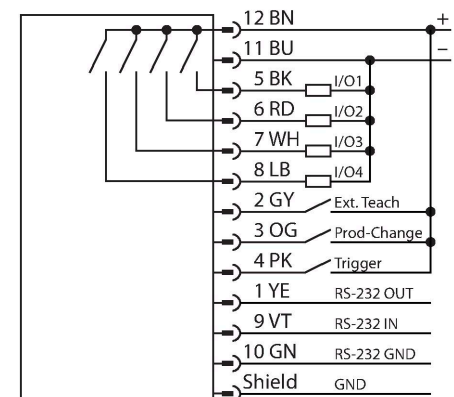 12 BN +
11 BU −
5 BK I/O1
6 RD I/O2
7 WH I/O3
8 LB I/O4
2 GY Ext. Teach
3 OG Prod-Change
4 PK Trigger
1 YE RS-232 OUT
9 VT RS-232 IN
10 GN RS-232 GND
Shield GND